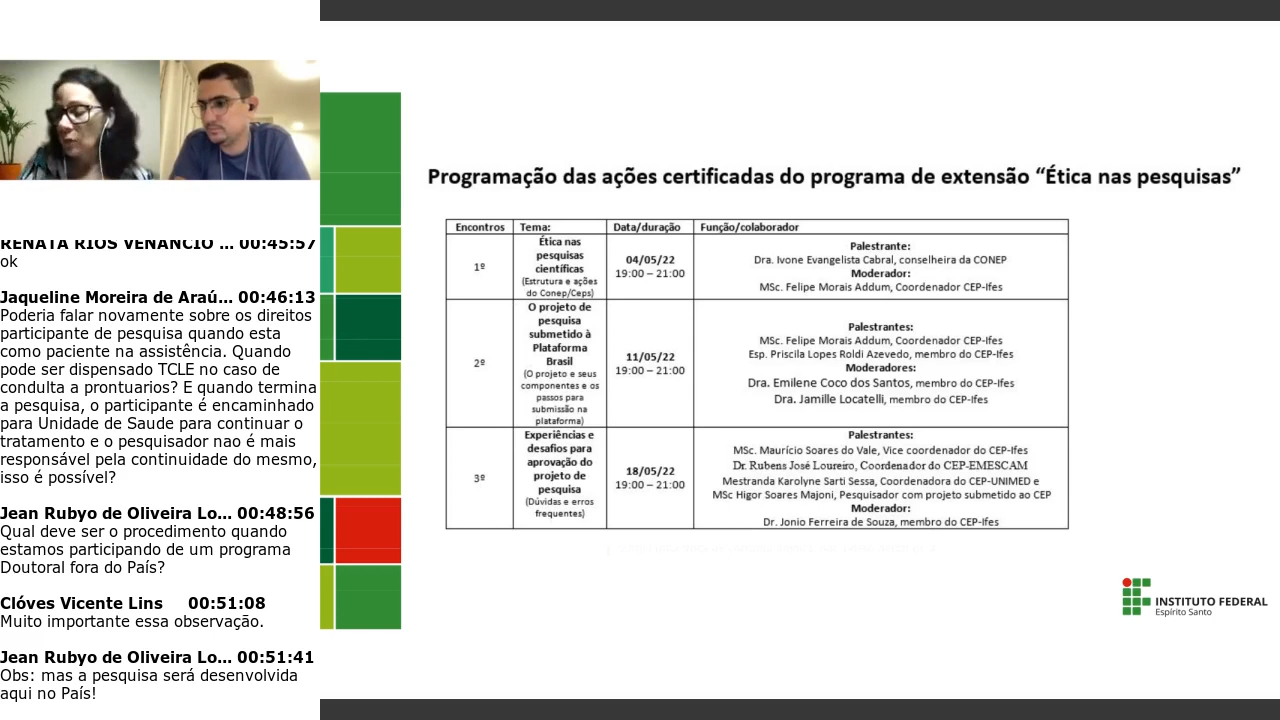 RENATA RIOS VENANCIO ... 00:45:57
ok
Jaqueline Moreira de Araú... 00:46:13
Poderia falar novamente sobre os direitos
participante de pesquisa quando esta
como paciente na assistência. Quando
pode ser dispensado TCLE no caso de
condulta a prontuarios? E quando termina
a pesquisa, o participante é encaminhado
para Unidade de Saude para continuar o
tratamento e o pesquisador nao é mais
responsável pela continuidade do mesmo,
isso é possível?
Jean Rubyo de Oliveira Lo... 00:48:56
Qual deve ser o procedimento quando
estamos participando de um programa
Doutoral fora do País?
Clóves Vicente Lins 00:51:08
Muito importante essa observação.
Jean Rubyo de Oliveira Lo... 00:51:41
Obs: mas a pesquisa será desenvolvida
aqui no País!
Programação das ações certificadas do programa de extensão “Ética nas pesquisas”
Encontros Tema: Data/duração Função/colaborador
1º
Ética nas
pesquisas
científicas
(Estrutura e ações
do Conep/Ceps)
04/05/22
19:00 – 21:00
Palestrante:
Dra. Ivone Evangelista Cabral, conselheira da CONEP
Moderador:
MSc. Felipe Morais Addum, Coordenador CEP-Ifes
2º
O projeto de
pesquisa
submetido à
Plataforma
Brasil
(O projeto e seus
componentes e os
passos para
submissão na
plataforma)
11/05/22
19:00 – 21:00
Palestrantes:
MSc. Felipe Morais Addum, Coordenador CEP-Ifes
Esp. Priscila Lopes Roldi Azevedo, membro do CEP-Ifes
Moderadores:
Dra. Emilene Coco dos Santos, membro do CEP-Ifes
Dra. Jamille Locatelli, membro do CEP-Ifes
3º
Experiências e
desafios para
aprovação do
projeto de
pesquisa
(Dúvidas e erros
frequentes)
18/05/22
19:00 – 21:00
Palestrantes:
MSc. Maurício Soares do Vale, Vice coordenador do CEP-Ifes
Dr. Rubens José Loureiro, Coordenador do CEP-EMESCAM
Mestranda Karolyne Sarti Sessa, Coordenadora do CEP-UNIMED e
MSc Higor Soares Majoni, Pesquisador com projeto submetido ao CEP
Moderador:
Dr. Jonio Ferreira de Souza, membro do CEP-Ifes
INSTITUTO FEDERAL
Espírito Santo